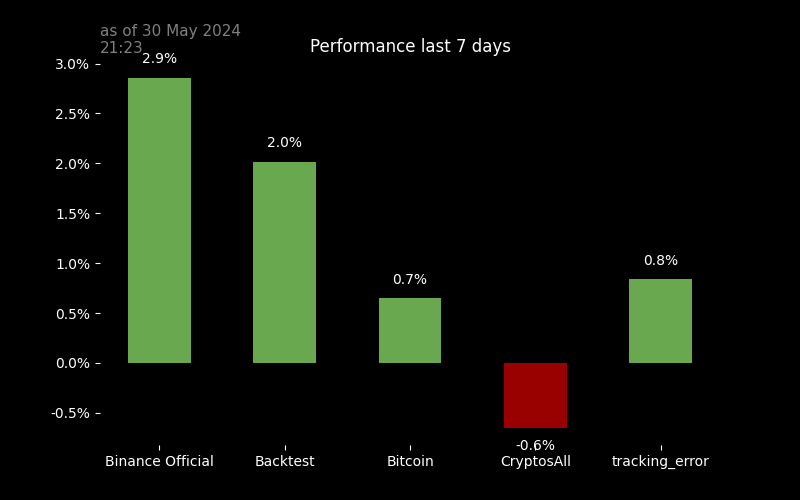 as of 30 May 2024
21:23
Performance last 7 days
3.0%
2.5%
2.0%
1.5%
1.0%
0.5%
0.0%
-0.5%
2.9%
2.0%
0.7%
-0.6%
0.8%
Binance Official
Backtest
Bitcoin
CryptosAll
tracking_error